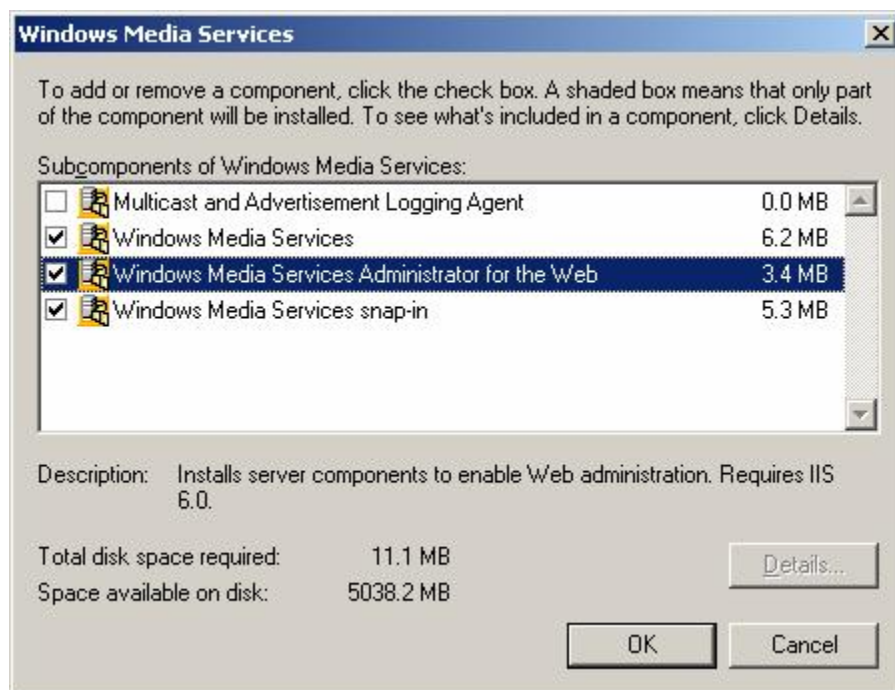 Windows Media Services
To add or remove a component, click the check box. A shaded box means that only part
of the component will be installed. To see what's included in a component, click Details.
Subcomponents of Windows Media Services:
Multicast and Advertisement Logging Agent 0.0 MB
Windows Media Services 6.2 MB
Windows Media Services Administrator for the Web 3.4 MB
Windows Media Services snap-in 5.3 MB
Description: Installs server components to enable Web administration. Requires IIS
6.0.
Total disk space required: 11.1 MB
Space available on disk: 5038.2 MB
Details...
OK Cancel